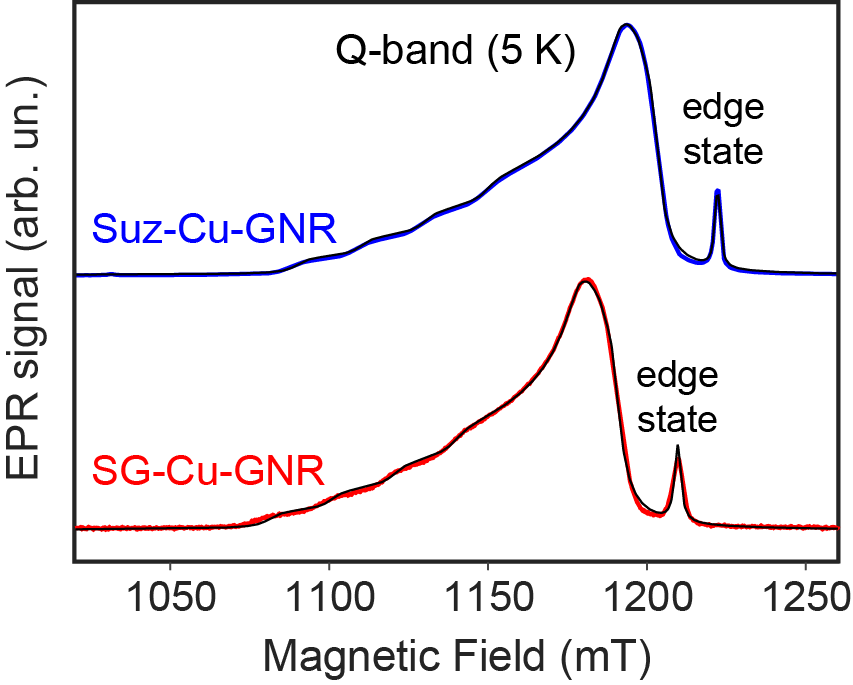 Q-band (5 K)
edge
state
Suz-Cu-GNR
edge
state
SG-Cu-GNR
EPR signal (arb. un.)
1050 1100 1150 1200 1250
Magnetic Field (mT)